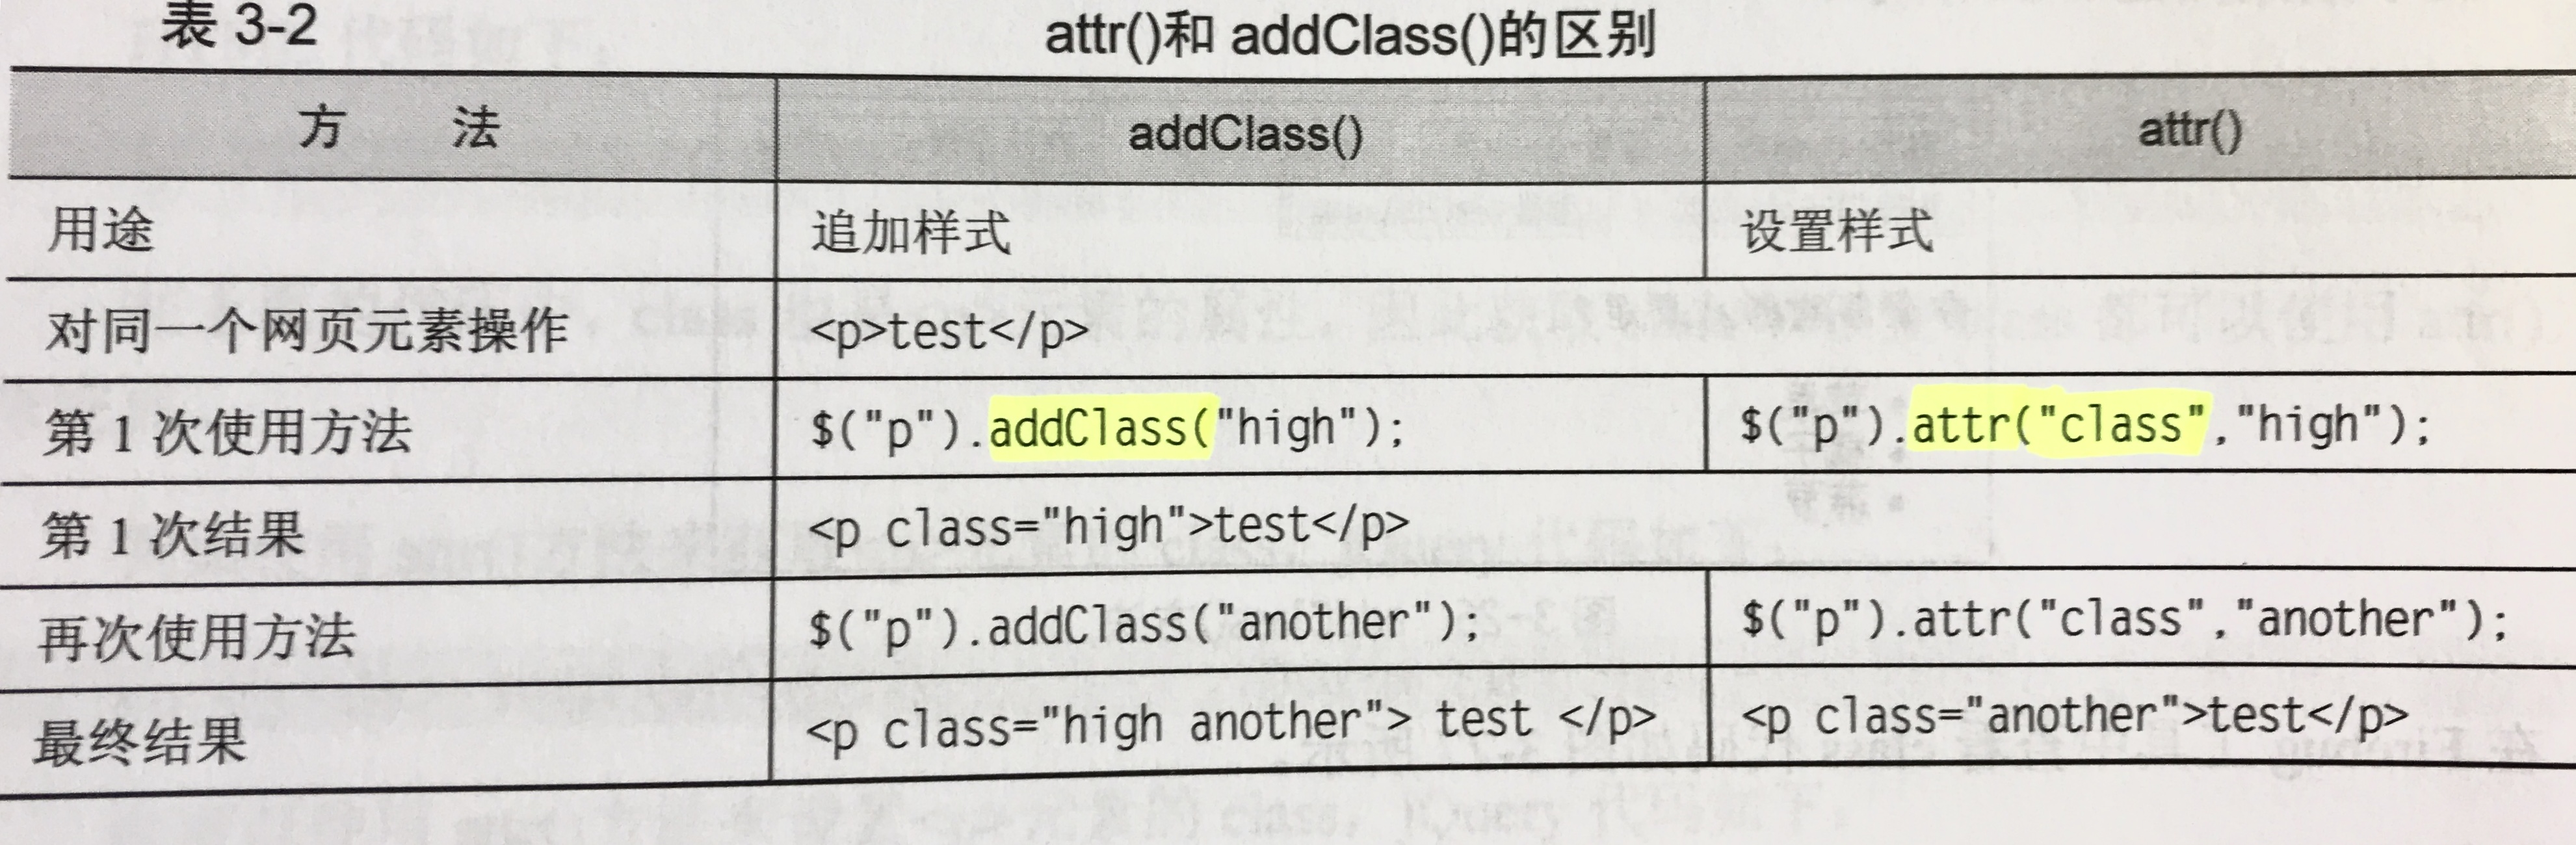 表 3-2 attr()和 addClass()的区别
方 法 addClass() attr()
用途 追加样式 设置样式
对同一个网页元素操作 <p>test</p>
第 1 次使用方法 $("p").addClass("high"); $("p").attr("class","high");
第 1 次结果 <p class="high">test</p>
再次使用方法 $("p").addClass("another"); $("p").attr("class","another");
最终结果 <p class="high another"> test </p> <p class="another">test</p>